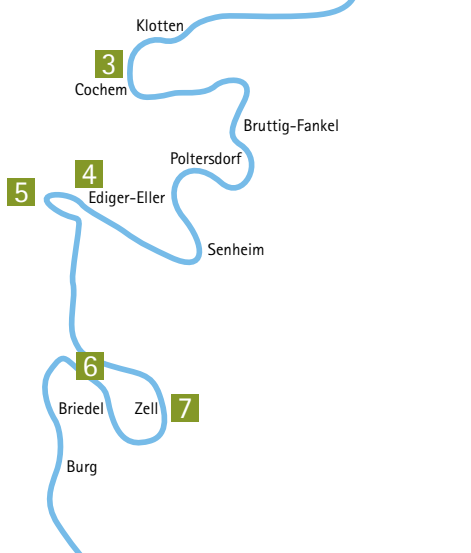 Klotten
3
Cochem
Bruttig-Fankel
Poltersdorf
4
5
Ediger-Eller
Senheim
6
Briedel
Zell
7
Burg